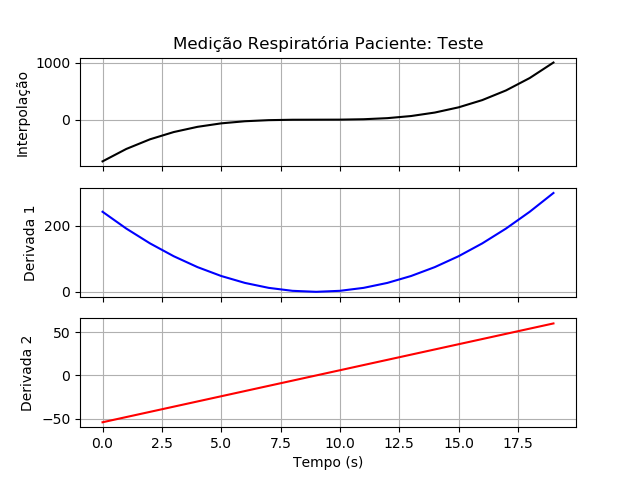 Medição Respiratória Paciente: Teste
1000
0
Interpolação
200
0
Derivada 1
50
0
−50
Derivada 2
0.0 2.5 5.0 7.5 10.0 12.5 15.0 17.5
Tempo (s)